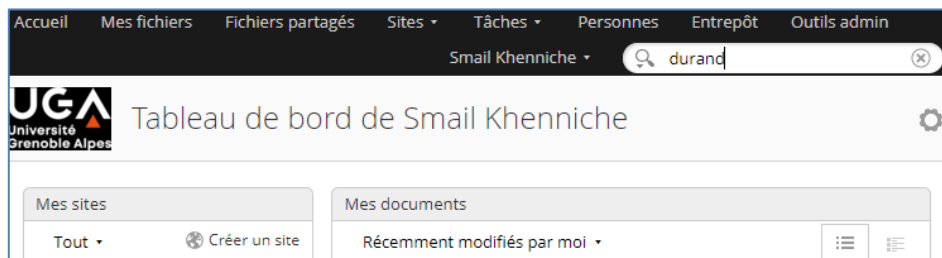 Accueil Mes fichiers Fichiers partagés Sites Tâches Personnes Entrepôt Outils admin
Smail Khenniche durand
UGA
Université
Grenoble Alpes
Tableau de bord de Smail Khenniche
Mes sites
Mes documents
Tout Créer un site
Récemment modifiés par moi